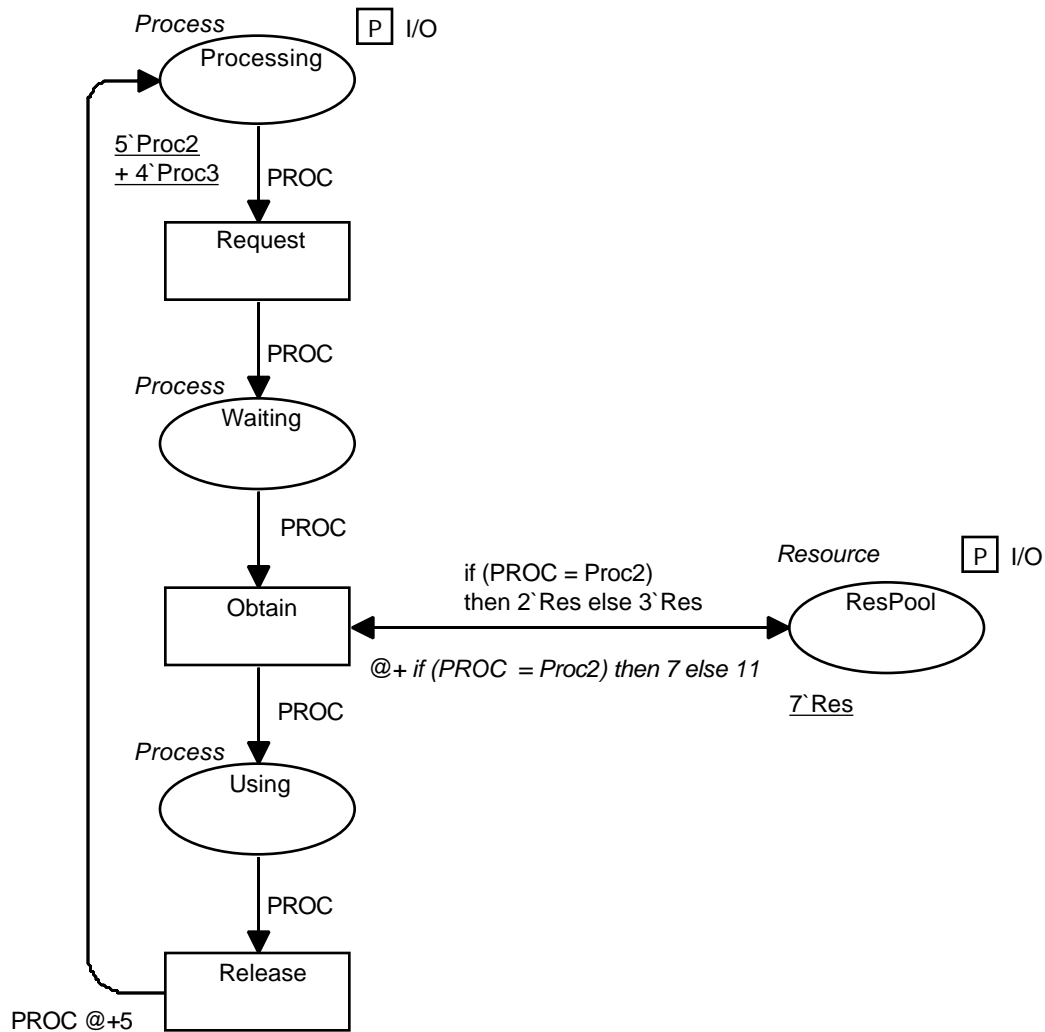 Process
P I/O
Processing
5`Proc2
+ 4`Proc3
PROC
Request
PROC
Process
Waiting
PROC
Resource
P I/O
if (PROC = Proc2)
then 2`Res else 3`Res
Obtain
ResPool
@+ if (PROC = Proc2) then 7 else 11
7`Res
PROC
Process
Using
PROC
Release
PROC @+5